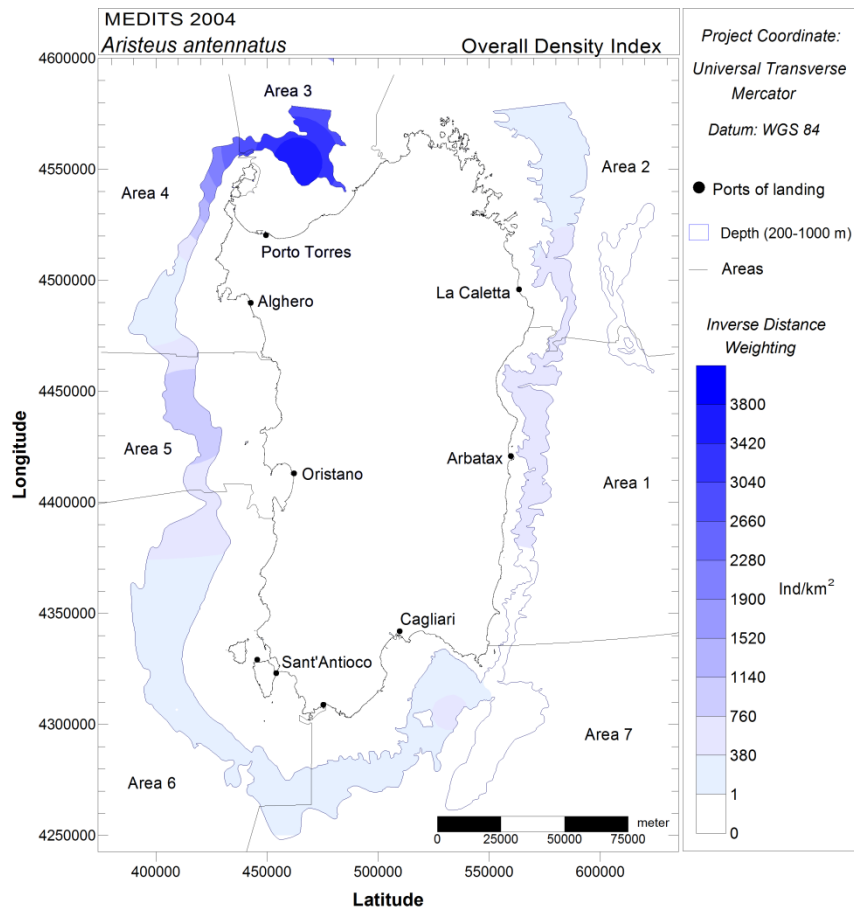 MEDITS 2004
Aristeus antennatus
Overall Density Index
Project Coordinate:
Universal Transverse
Mercator
Datum: WGS 84
Ports of landing
Depth (200-1000 m)
Areas
Inverse Distance
Weighting
3800
3420
3040
2660
2280
1900
1520
1140
760
380
1
0
Ind/km²
4600000
4550000
4500000
4450000
4400000
4350000
4300000
4250000
Longitude
Area 3
Area 4
Area 2
Porto Torres
Alghero
La Caletta
Area 5
Oristano
Arbatax
Area 1
Cagliari
Sant'Antioco
Area 6
Area 7
meter
0
25000
50000
75000
400000
450000
500000
550000
600000
Latitude